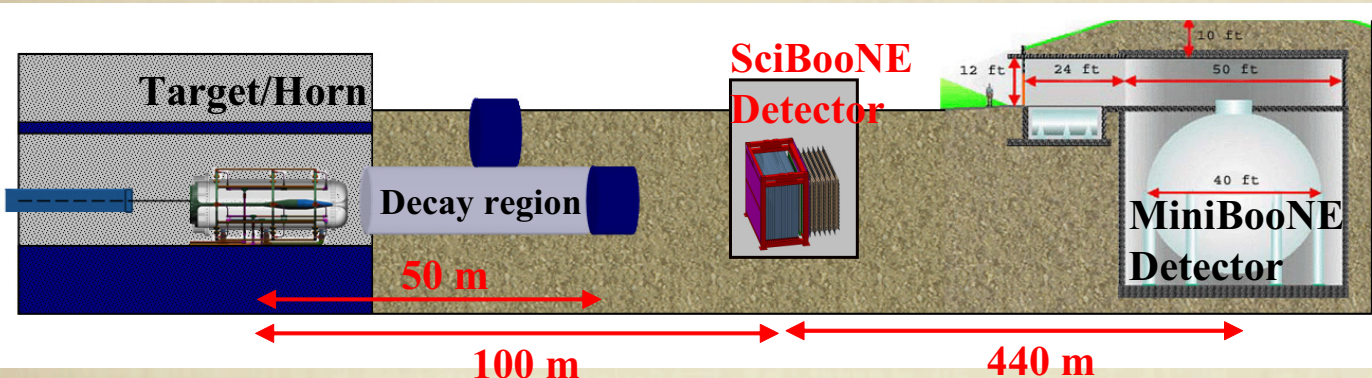 SciBooNE
Detector
Target/Horn
10 ft
12 ft
24 ft
50 ft
40 ft
Decay region
MiniBooNE
Detector
50 m
100 m
440 m